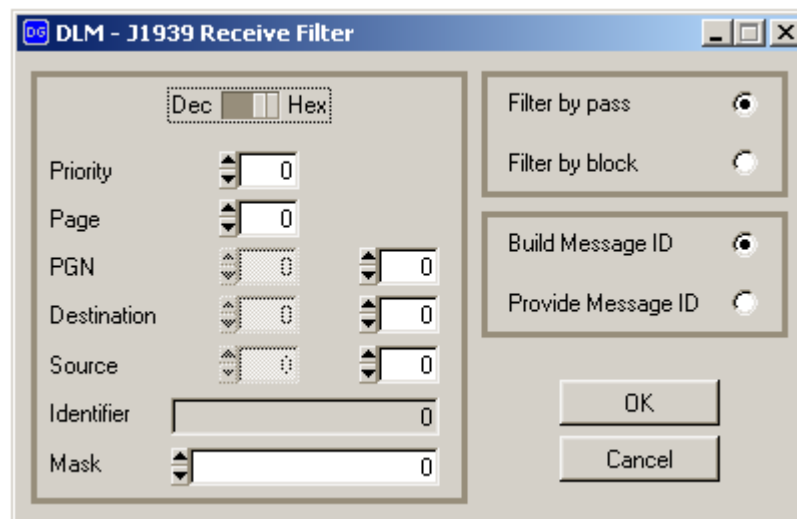 DG DLM - J1939 Receive Filter
Dec Hex
Priority 0
Page 0
PGN 0 0
Destination 0 0
Source 0 0
Identifier 0
Mask 0
Filter by pass
Filter by block
Build Message ID
Provide Message ID
OK
Cancel